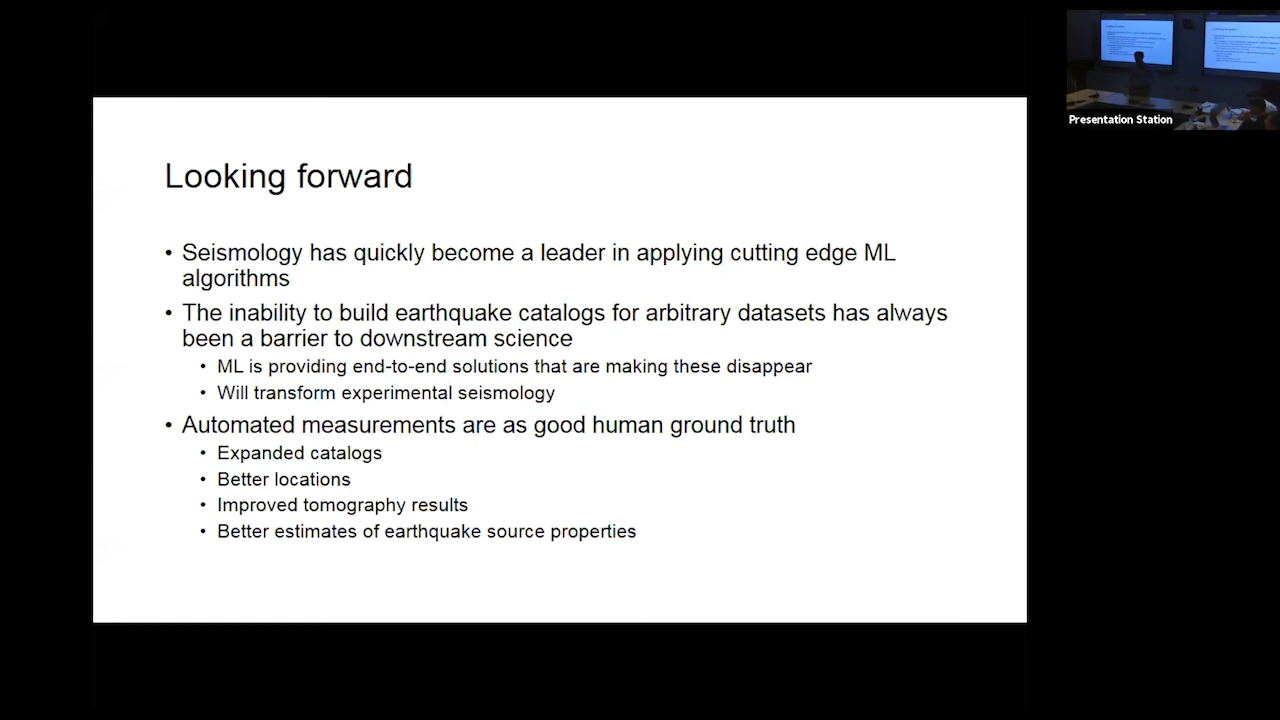 Looking forward
• Seismology has quickly become a leader in applying cutting edge ML
algorithms
• The inability to build earthquake catalogs for arbitrary datasets has always
been a barrier to downstream science
• ML is providing end-to-end solutions that are making these disappear
• Will transform experimental seismology
• Automated measurements are as good human ground truth
• Expanded catalogs
• Better locations
• Improved tomography results
• Better estimates of earthquake source properties
Presentation Station